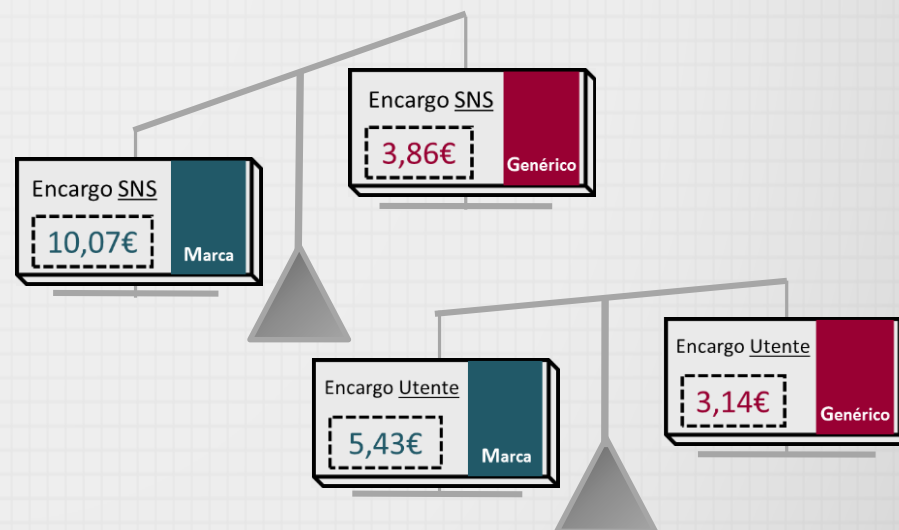 Encargo SNS
3,86€
Genérico
Encargo SNS
10,07€
Marca
Encargo Utente
3,14€
Genérico
Encargo Utente
5,43€
Marca